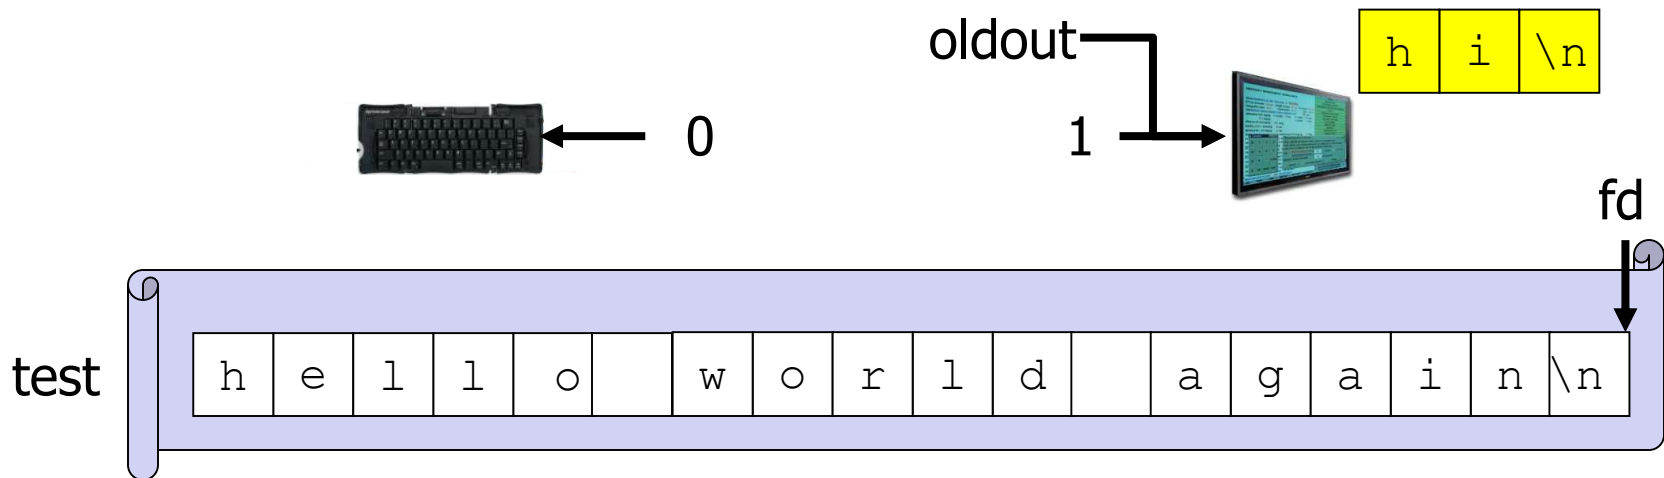 oldout
h i \n
0
1
fd
test
h e l l o w o r l d a g a i n \n